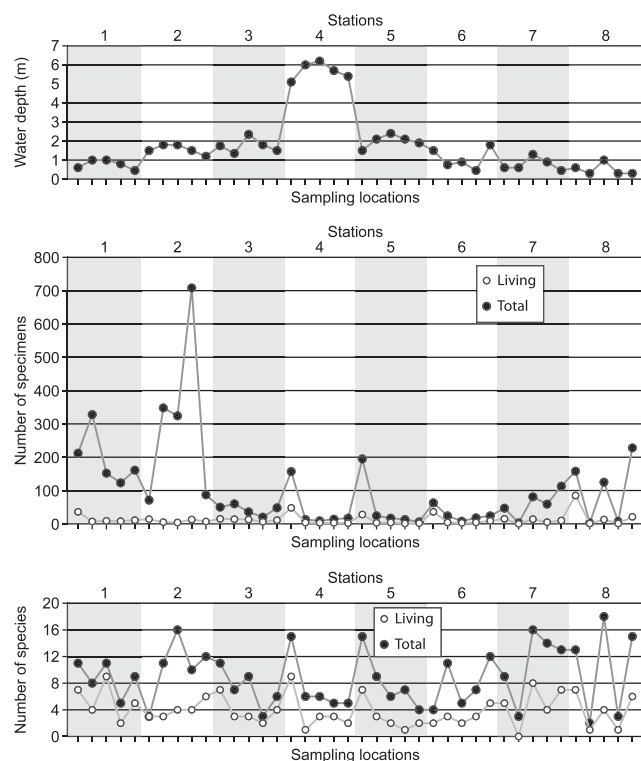 Stations
1 2 3 4 5 6 7 8
7
6
5
4
3
2
1
0
Water depth (m)
Sampling locations
Stations
1 2 3 4 5 6 7 8
800
700
600
500
400
300
200
100
0
Number of specimens
Living
Total
Sampling locations
Stations
1 2 3 4 5 6 7 8
20
16
12
8
4
0
Number of species
Living
Total
Sampling locations